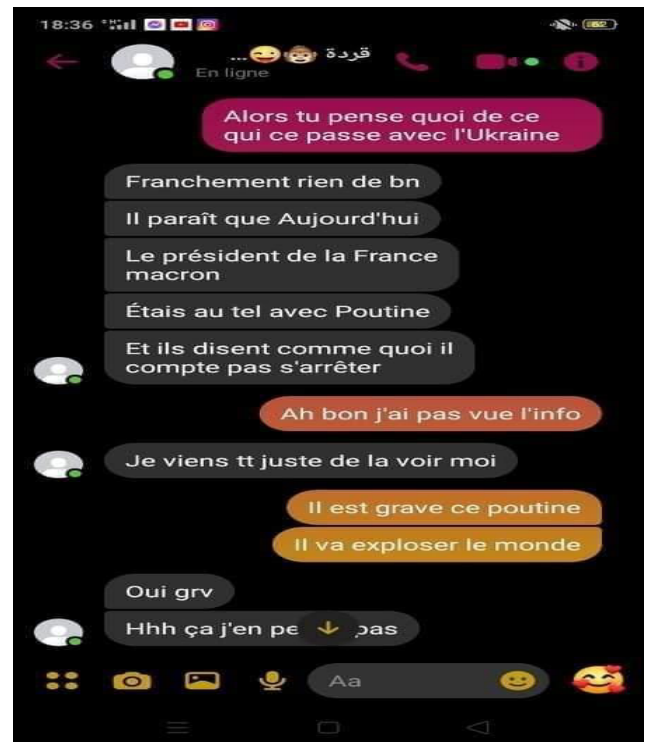 18:36
62
قردة ...
En ligne
Alors tu pense quoi de ce
qui ce passe avec l'Ukraine
Franchement rien de bn
Il paraît que Aujourd'hui
Le président de la France
macron
Étais au tel avec Poutine
Et ils disent comme quoi il
compte pas s'arrêter
Ah bon j'ai pas vue l'info
Je viens tt juste de la voir moi
Il est grave ce poutine
Il va exploser le monde
Oui grv
Hhh ça j'en pas
Aa